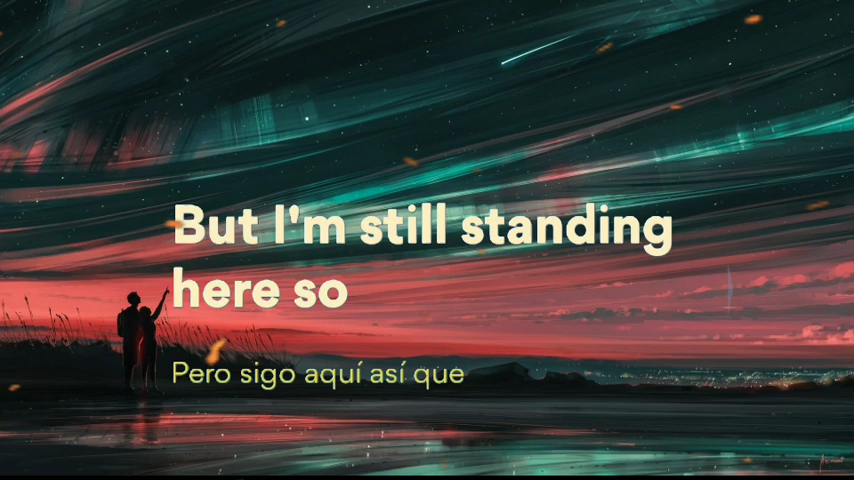 But I'm still standing
here so
Pero sigo aquí así que